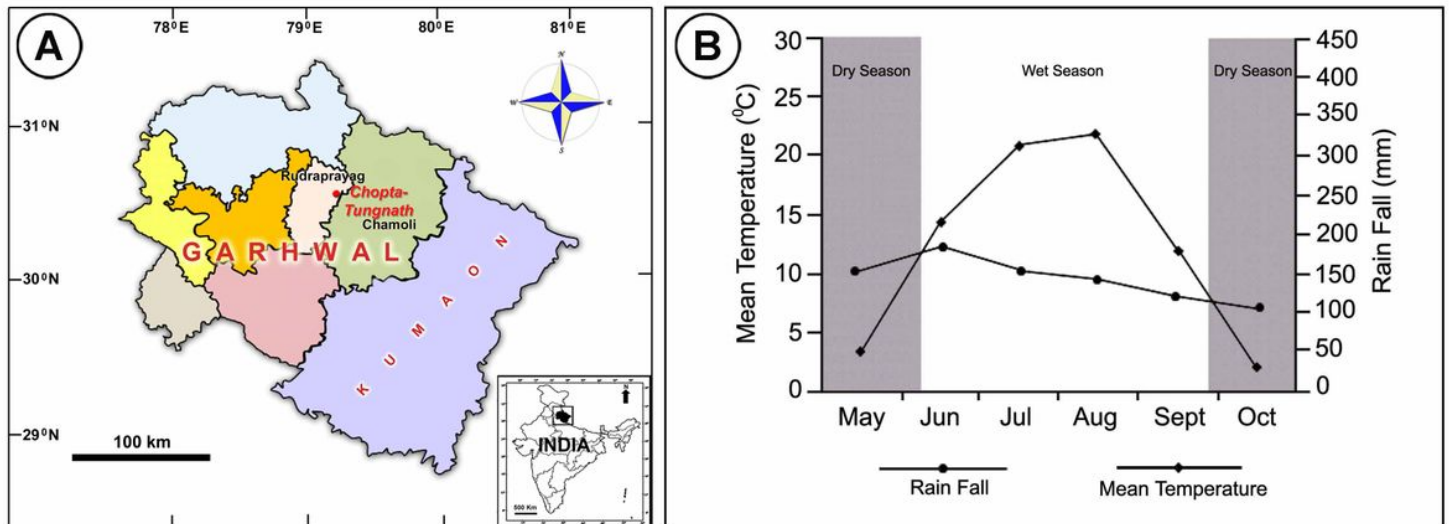 A
78⁰E 79⁰E 80⁰E 81⁰E
N
W E
S
31⁰N
30⁰N
29⁰N
Rudraprayag
Chopta-
Tungnath
Chamoli
GARHWAL
KUMAON
100 km
N
INDIA
500 Km
B
Mean Temperature (⁰C)
30
25
20
15
10
5
0
Dry Season Wet Season Dry Season
450
400
350
300
250
200
150
100
50
0
Rain Fall (mm)
May Jun Jul Aug Sept Oct
Rain Fall Mean Temperature